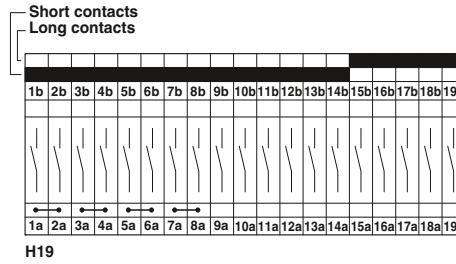 Short contacts
Long contacts
1b 2b 3b 4b 5b 6b 7b 8b 9b 10b 11b 12b 13b 14b 15b 16b 17b 18b 19
1a 2a 3a 4a 5a 6a 7a 8a 9a 10a 11a 12a 13a 14a 15a 16a 17a 18a 19
H19